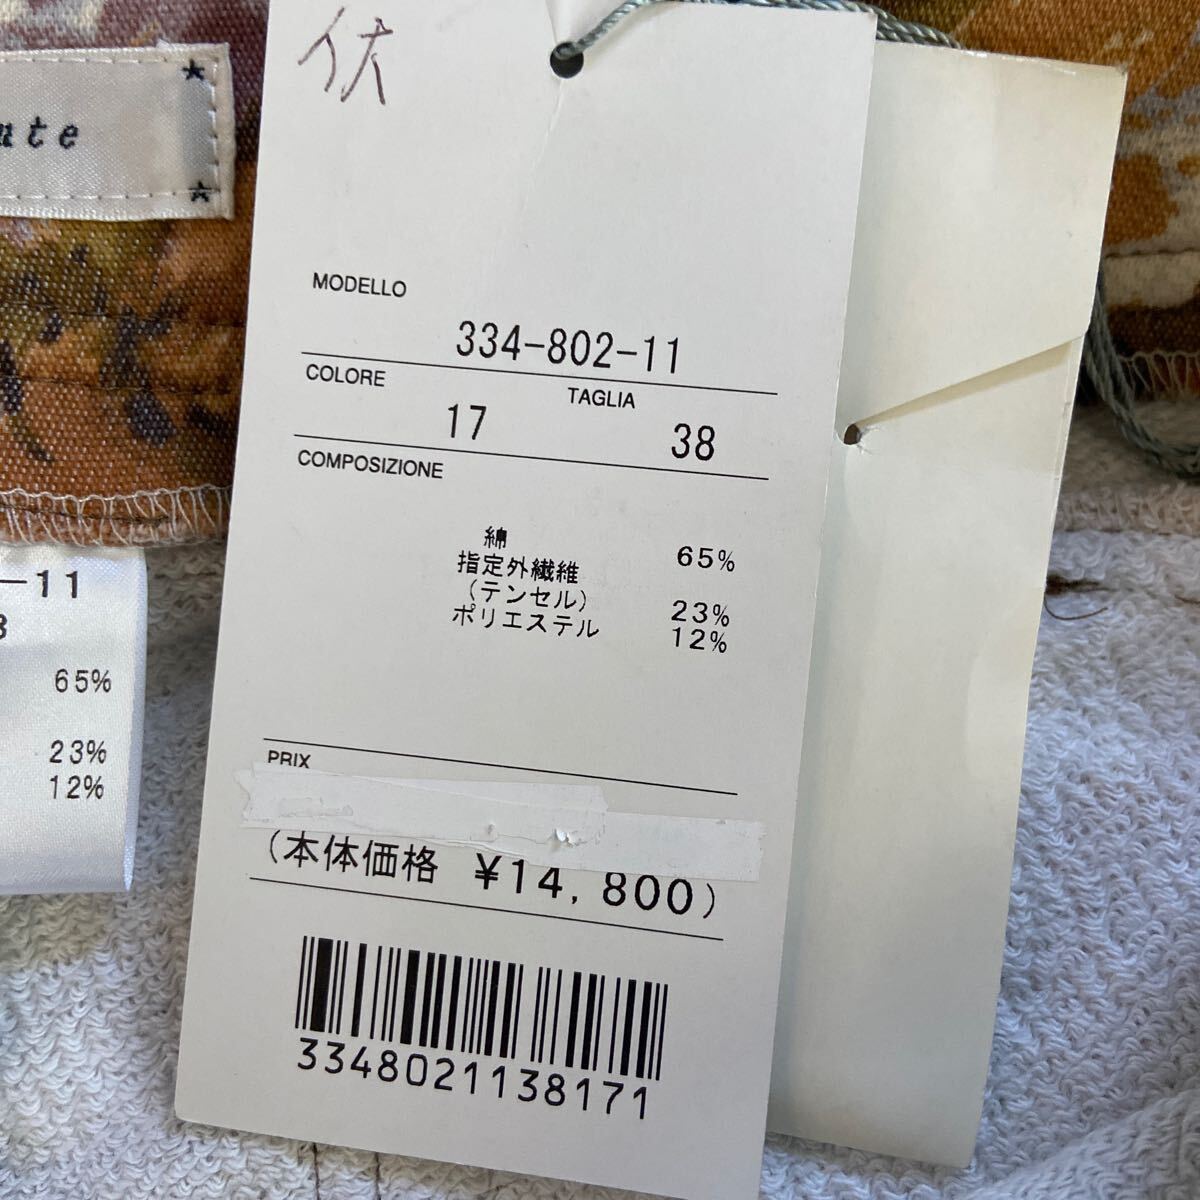 ute
MODELLO
334-802-11
COLORE
17
TAGLIA
38
COMPOSIZIONE
綿 65%
指定外繊維
(テンセル) 23%
ポリエステル 12%
PRIX
(本体価格 ¥14,800)
3348021138171
-11
65%
23%
12%